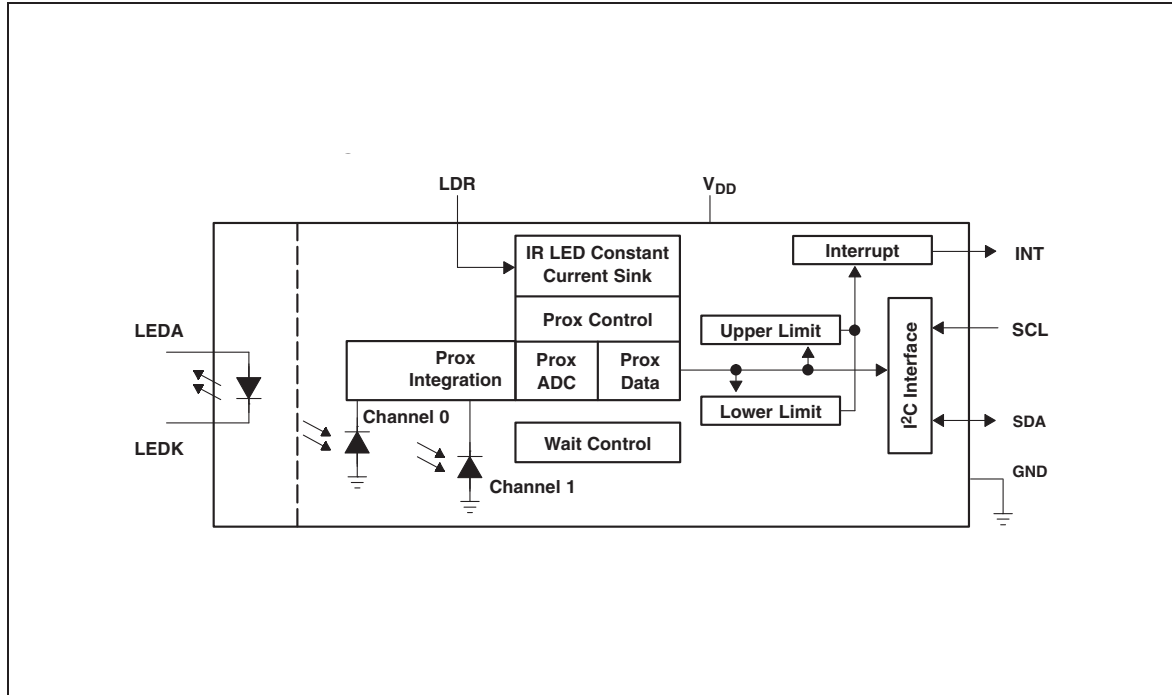 LDR
V_DD
IR LED Constant
Current Sink
Interrupt
INT
Prox Control
LEDA
Upper Limit
SCL
Prox
Integration
Prox
ADC
Prox
Data
I²C Interface
Channel 0
Lower Limit
LEDK
Wait Control
SDA
Channel 1
GND